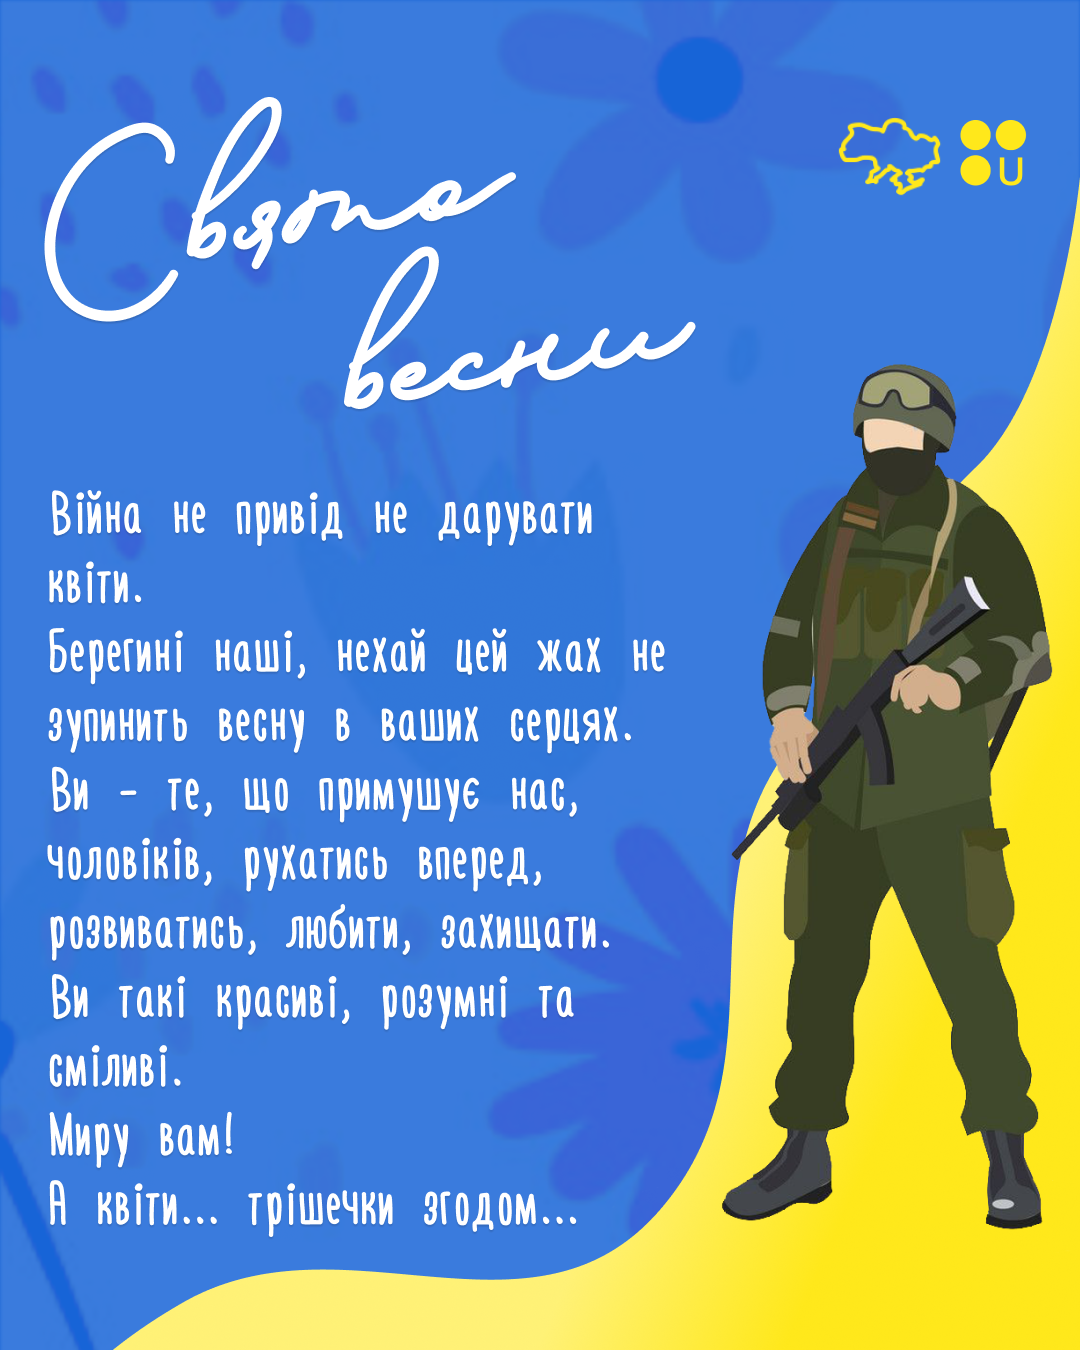 Свята
весни
U
Війна не привід не дарувати
квіти.
Берегині наші, нехай цей жах не
зупинить весну в ваших серцях.
Ви - те, що примушує нас,
чоловіків, рухатись вперед,
розвиватись, любити, захищати.
Ви такі красиві, розумні та
сміливі.
Миру вам!
А квіти... трішечки згодом...